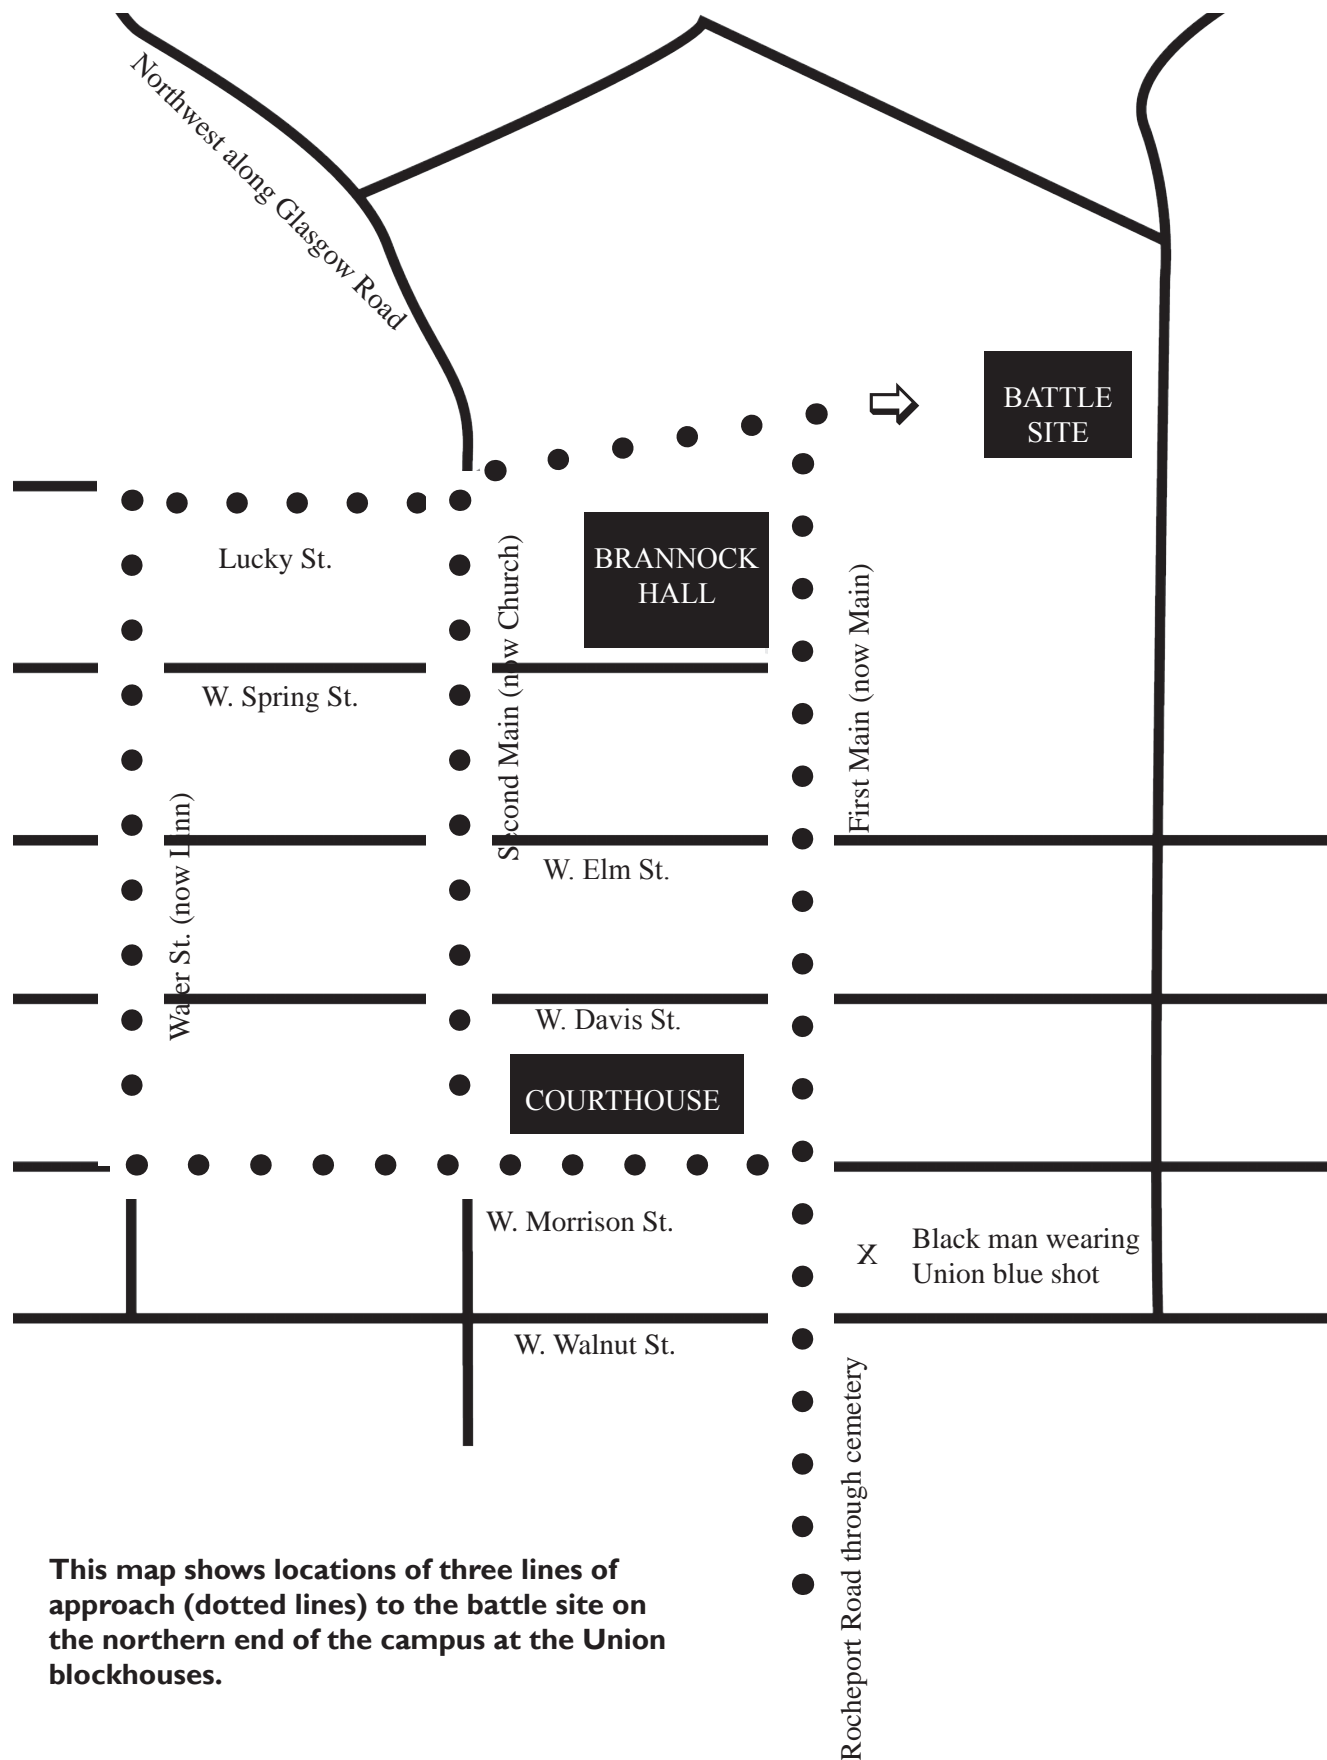 Northwest along Glasgow Road
BATTLE
SITE
Lucky St.
BRANNOCK
HALL
Second Main (now Church)
First Main (now Main)
W. Spring St.
Water St. (now Linn)
W. Elm St.
W. Davis St.
COURTHOUSE
W. Morrison St.
X
Black man wearing
Union blue shot
W. Walnut St.
Rocheport Road through cemetery
This map shows locations of three lines of
approach (dotted lines) to the battle site on
the northern end of the campus at the Union
blockhouses.